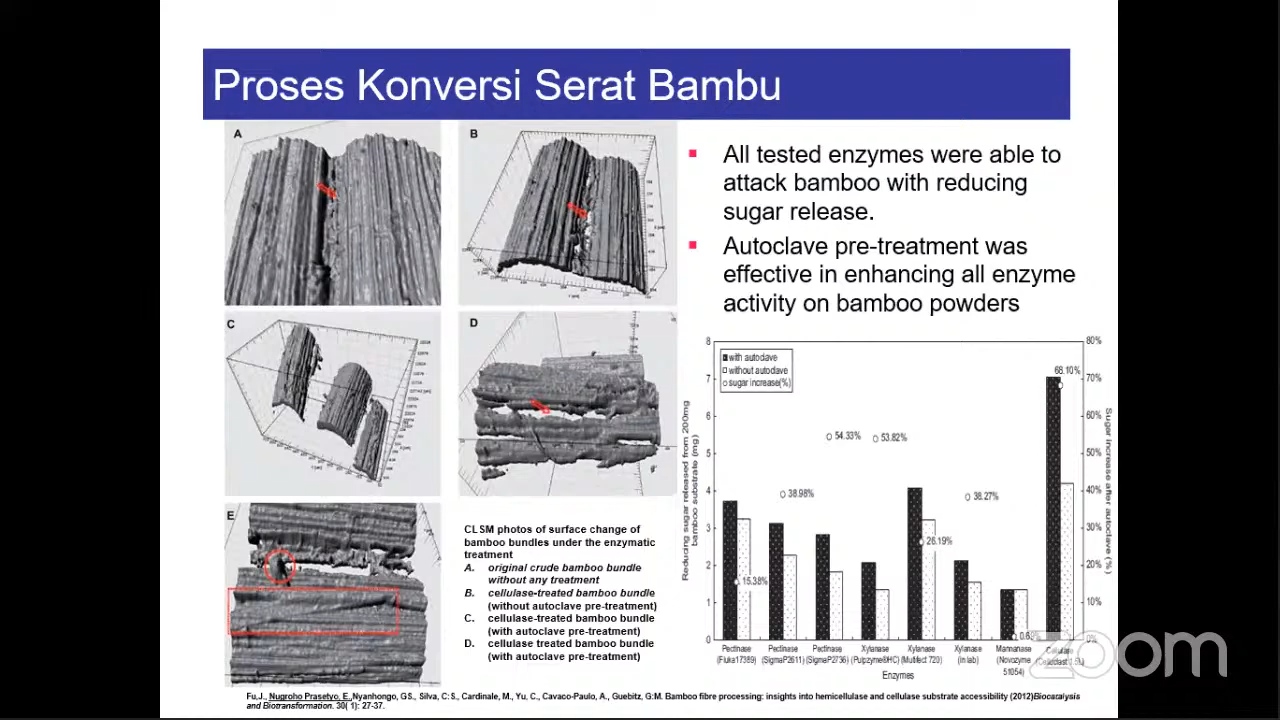 Proses Konversi Serat Bambu
A
B
C
D
E
All tested enzymes were able to
attack bamboo with reducing
sugar release.
Autoclave pre-treatment was
effective in enhancing all enzyme
activity on bamboo powders
CLSM photos of surface change of
bamboo bundles under the enzymatic
treatment
A. original crude bamboo bundle
without any treatment
B. cellulase-treated bamboo bundle
(without autoclave pre-treatment)
C. cellulase-treated bamboo bundle
(with autoclave pre-treatment)
D. cellulase treated bamboo bundle
(with autoclave pre-treatment)
with autoclave
without autoclave
sugar increase(%)
Reducing sugar released from 200mg
bamboo substrate (mg)
8
7
6
5
4
3
2
1
0
80%
70%
60%
50%
40%
30%
20%
10%
0%
Sugar increase after autoclave (%)
15.38%
38.98%
54.33%
53.82%
26.19%
38.27%
68.10%
Pectinase
(Fluka17389)
Pectinase
(SigmaP2611)
Pectinase
(SigmaP2736)
Xylanase
(Pulpzyme®HC)
Xylanase
(Multifect 720)
Xylanase
(in lab)
Mannanase
(Novozyme
51054)
Cellulase
Enzymes
zoom
Fu,J., Nugroho Prasetyo, E.,Nyanhongo, GS., Silva, C:S., Cardinale, M., Yu, C., Cavaco-Paulo, A., Guebitz, G:M. Bamboo fibre processing: insights into hemicellulase and cellulase substrate accessibility (2012)Biocatalysis
and Biotransformation. 30( 1): 27-37.